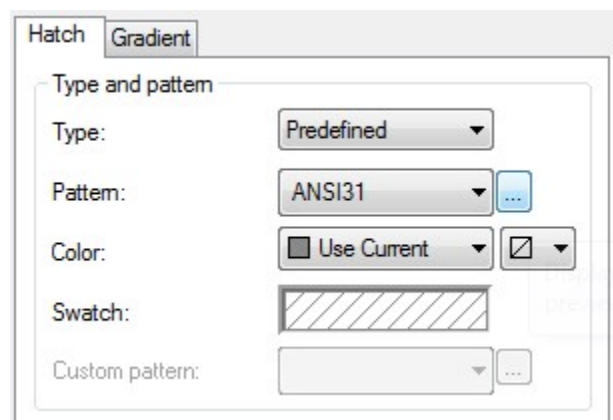 Hatch Gradient
Type and pattern
Type: Predefined
Pattern: ANSI31 ...
Color: Use Current
Swatch:
Custom pattern: ...